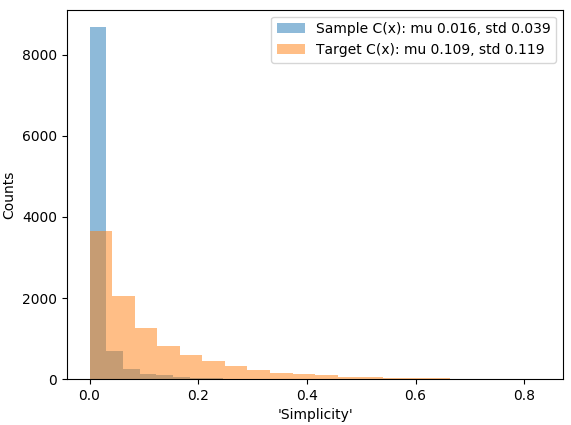 Sample C(x): mu 0.016, std 0.039
Target C(x): mu 0.109, std 0.119
Counts
8000
6000
4000
2000
0
0.0 0.2 0.4 0.6 0.8
'Simplicity'